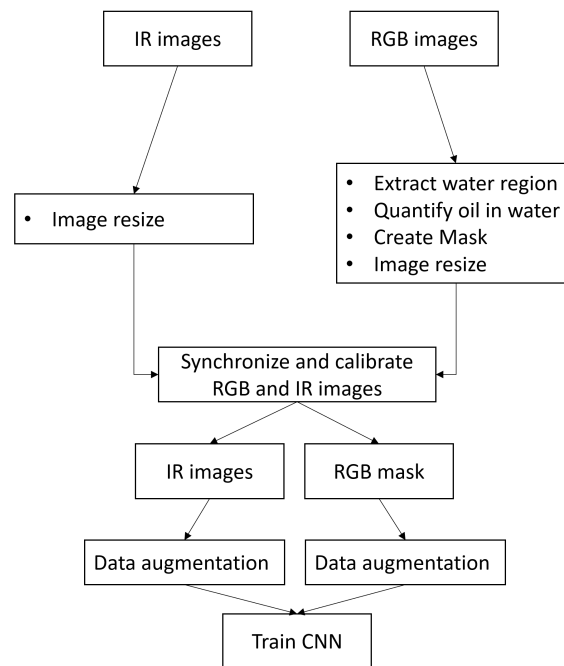 IR images
RGB images
• Image resize
• Extract water region
• Quantify oil in water
• Create Mask
• Image resize
Synchronize and calibrate
RGB and IR images
IR images
RGB mask
Data augmentation
Data augmentation
Train CNN